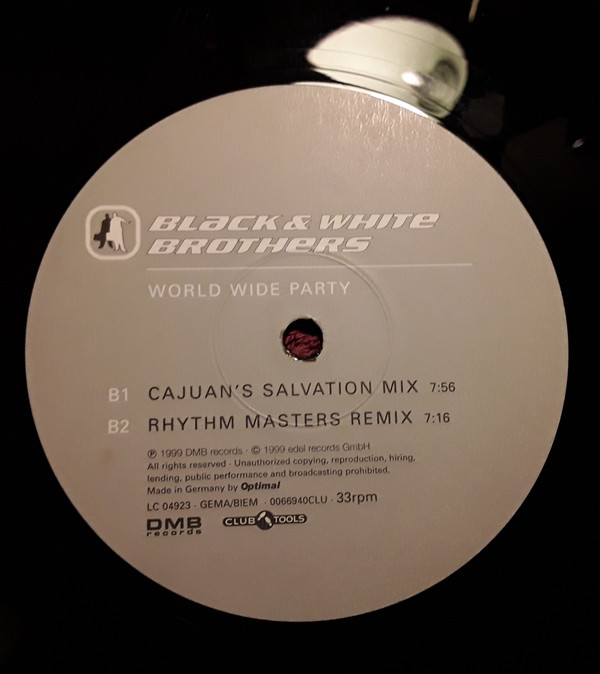 BLACK & WHITE
BROTHERS
WORLD WIDE PARTY
B1 CAJUAN'S SALVATION MIX 7:56
B2 RHYTHM MASTERS REMIX 7:16
℗ 1999 DMB records · © 1999 edel records GmbH
All rights reserved · Unauthorized copying, reproduction, hiring,
lending, public performance and broadcasting prohibited.
Made in Germany by Optimal
LC 04923 · GEMA/BIEM · 0066940CLU · 33rpm
DMB records CLUB TOOLS